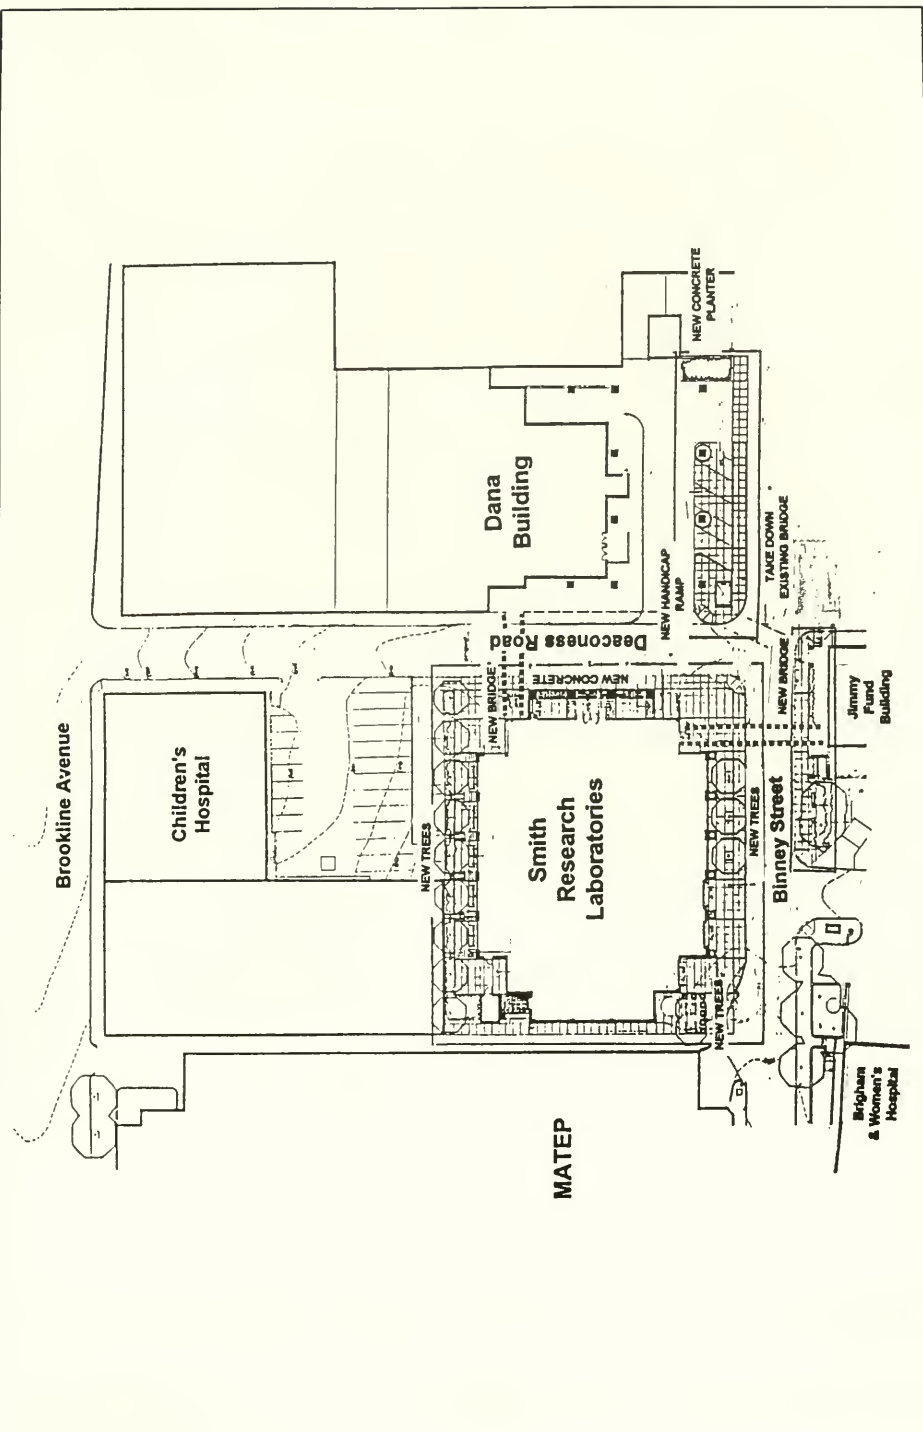 Brookline Avenue
Children's
Hospital
NEW TREES
Smith
Research
Laboratories
NEW TREES
Binney Street
NEW TREES
Dana
Building
Deaconess Road
NEW BRIDGE
NEW CONCRETE
NEW HANDICAP
RAMP
NEW CONCRETE
PLANTER
TAKE DOWN
EXISTING BRIDGE
NEW BRIDGE
Jimmy
Fund
Building
MATEP
Brigham
& Women's
Hospital